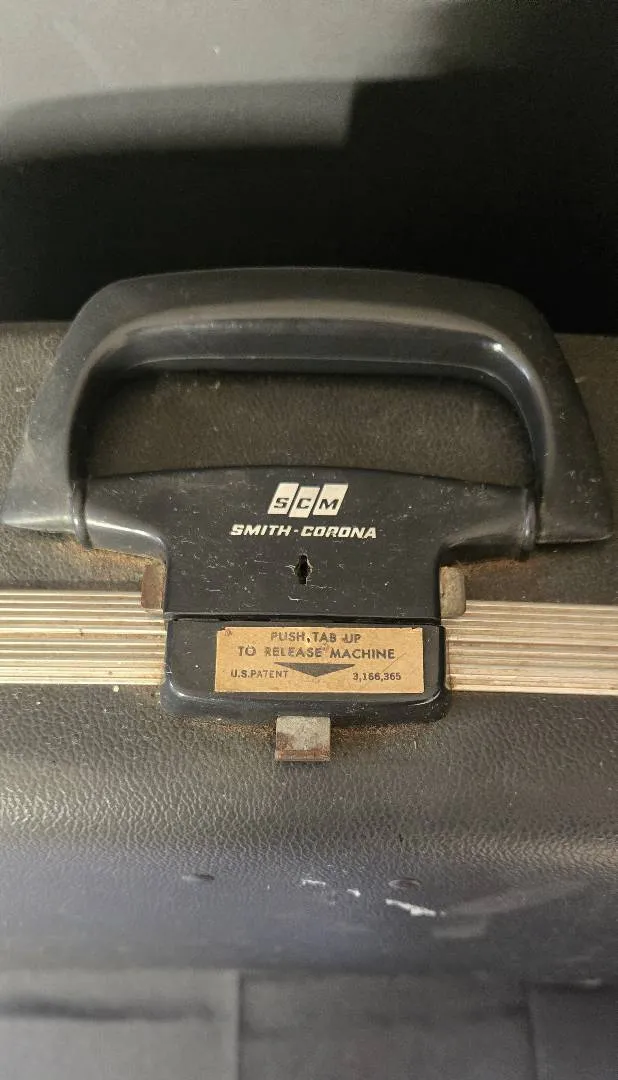 SCM
SMITH-CORONA
PUSH TAB UP
TO RELEASE MACHINE
U.S.PATENT 3,166,365